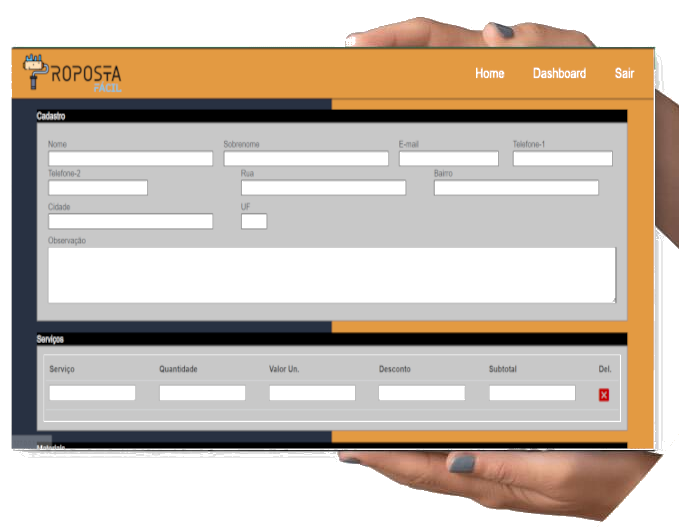 PROPOSTA
FÁCIL
Home Dashboard Sair
Cadastro
Nome Sobrenome E-mail Telefone-1
Telefone-2 Rua Bairro
Cidade UF
Observação
Serviços
Serviço Quantidade Valor Un. Desconto Subtotal Del.
X
Materiais